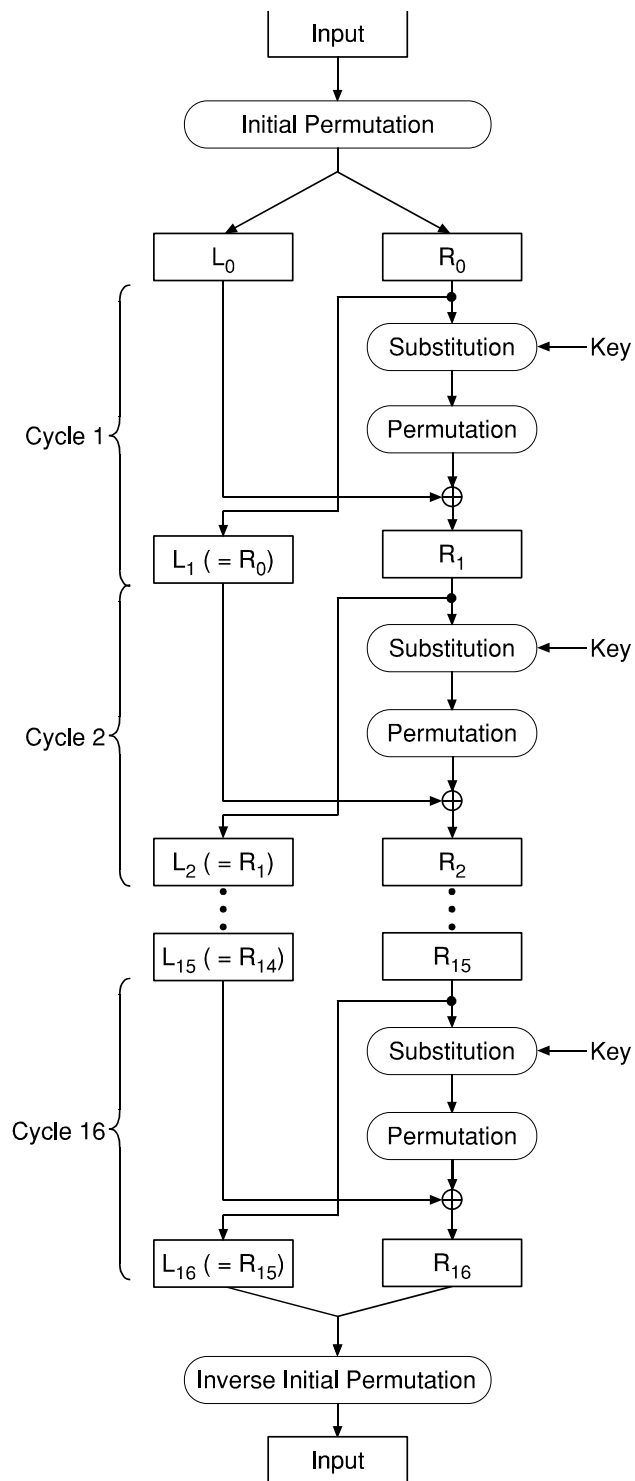 Input
Initial Permutation
L₀
R₀
Substitution
Key
Permutation
Cycle 1
L₁ ( = R₀)
R₁
Substitution
Key
Permutation
Cycle 2
L₂ ( = R₁)
R₂
L₁₅ ( = R₁₄)
R₁₅
Substitution
Key
Permutation
Cycle 16
L₁₆ ( = R₁₅)
R₁₆
Inverse Initial Permutation
Input